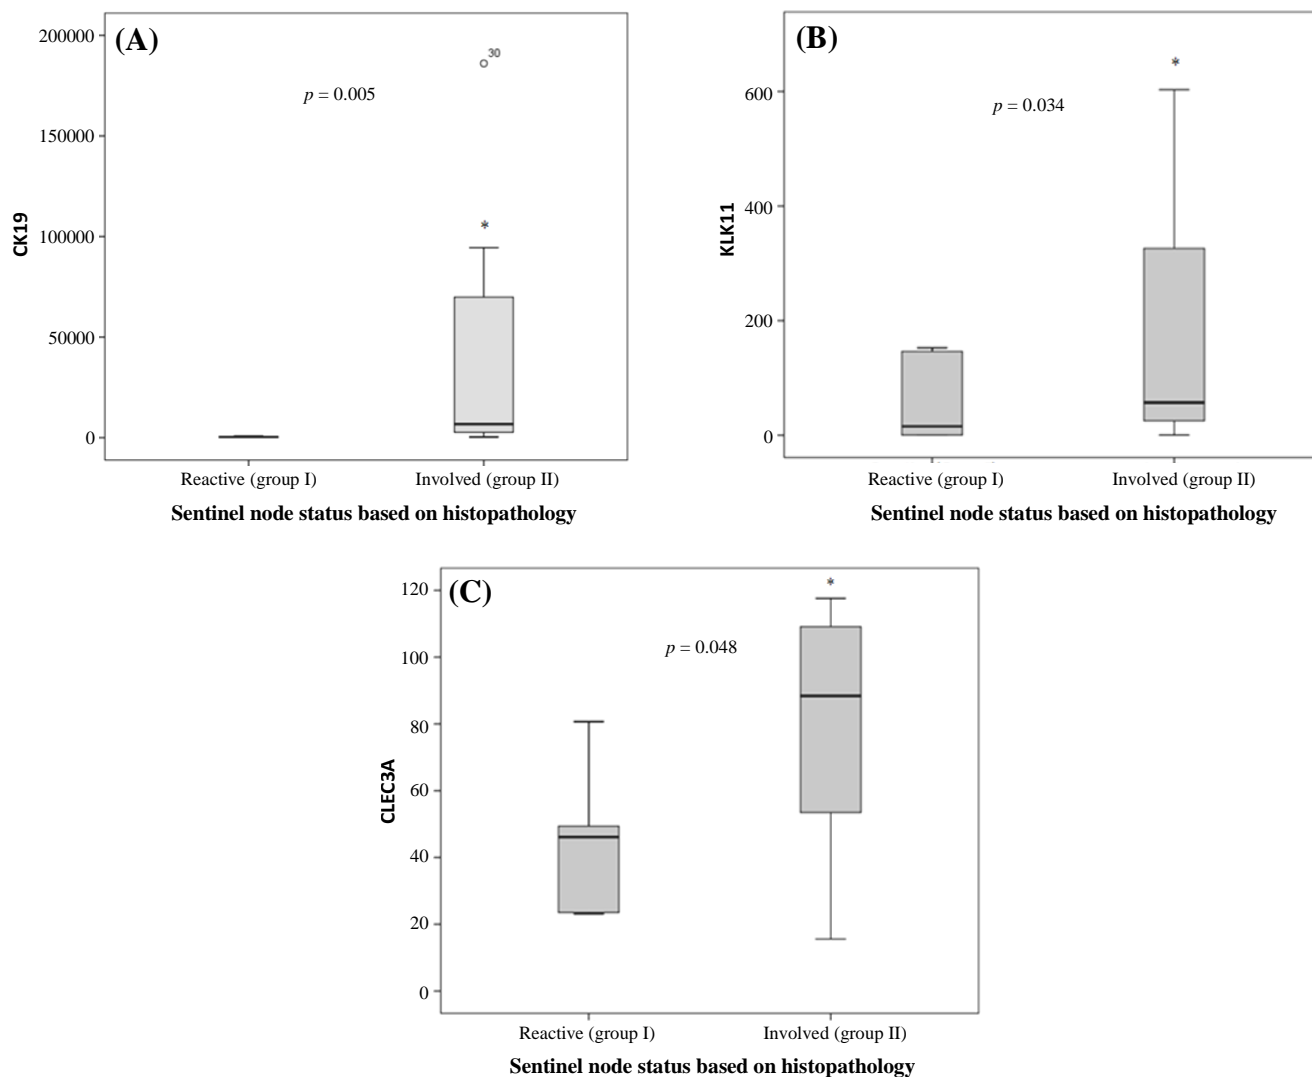 (A)
200000
150000
100000
50000
0
CK19
p = 0.005
30
*
Reactive (group I)
Involved (group II)
Sentinel node status based on histopathology
(B)
600
400
200
0
KLK11
p = 0.034
*
Reactive (group I)
Involved (group II)
Sentinel node status based on histopathology
(C)
120
100
80
60
40
20
0
CLEC3A
p = 0.048
*
Reactive (group I)
Involved (group II)
Sentinel node status based on histopathology